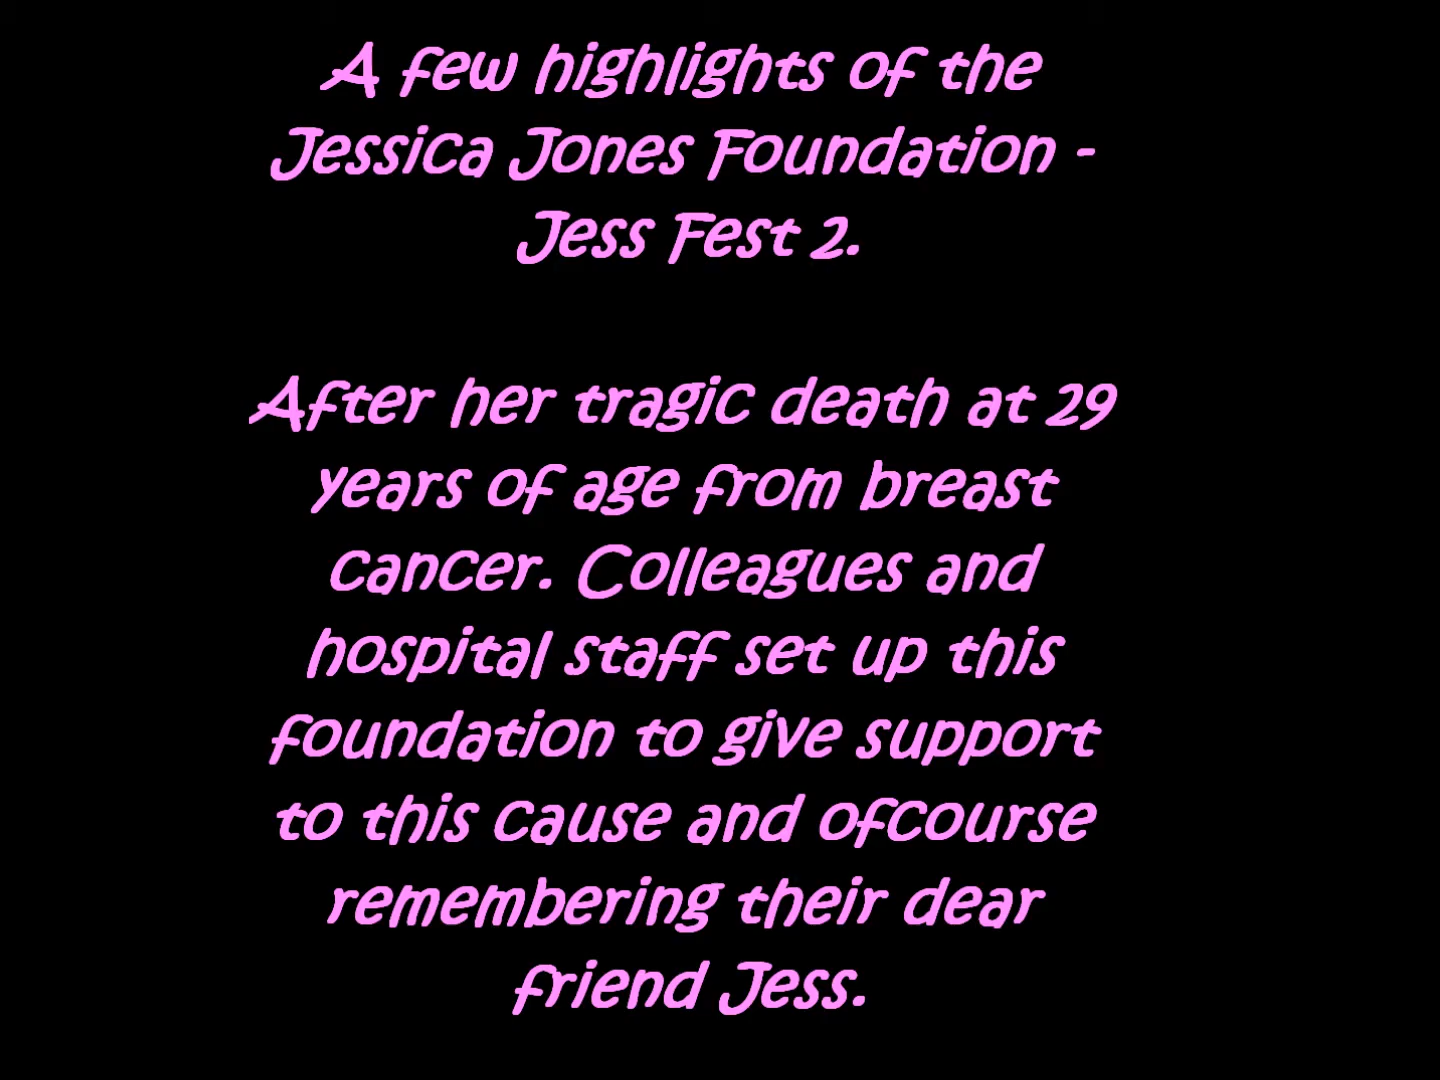 A few highlights of the
Jessica Jones Foundation -
Jess Fest 2.
After her tragic death at 29
years of age from breast
cancer. Colleagues and
hospital staff set up this
foundation to give support
to this cause and ofcourse
remembering their dear
friend Jess.